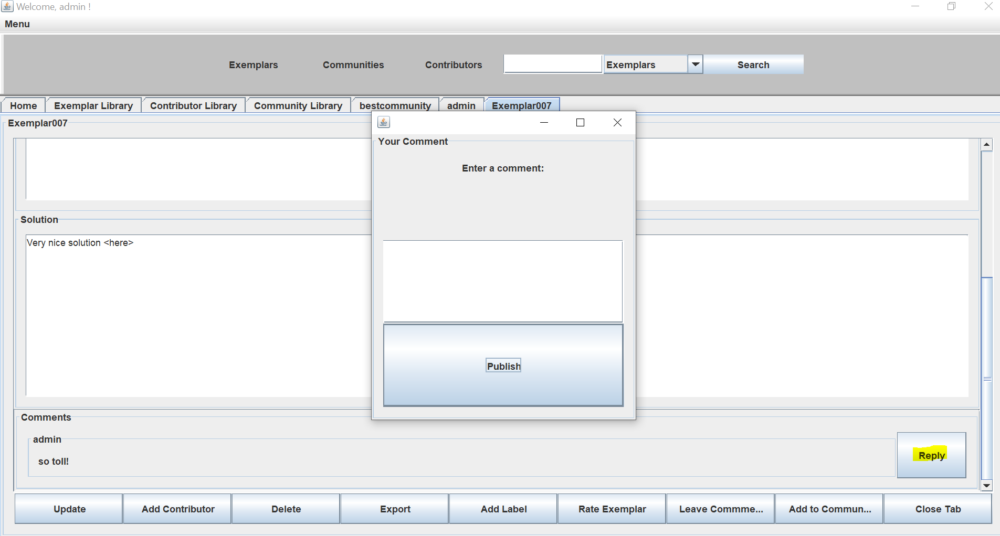 Welcome, admin !
Menu
Exemplars Communities Contributors Exemplars Search
Home Exemplar Library Contributor Library Community Library bestcommunity admin Exemplar007
Exemplar007
Your Comment
Enter a comment:
Solution
Very nice solution <here>
Publish
Comments
admin
so toll!
Reply
Update Add Contributor Delete Export Add Label Rate Exemplar Leave Commme... Add to Commun... Close Tab